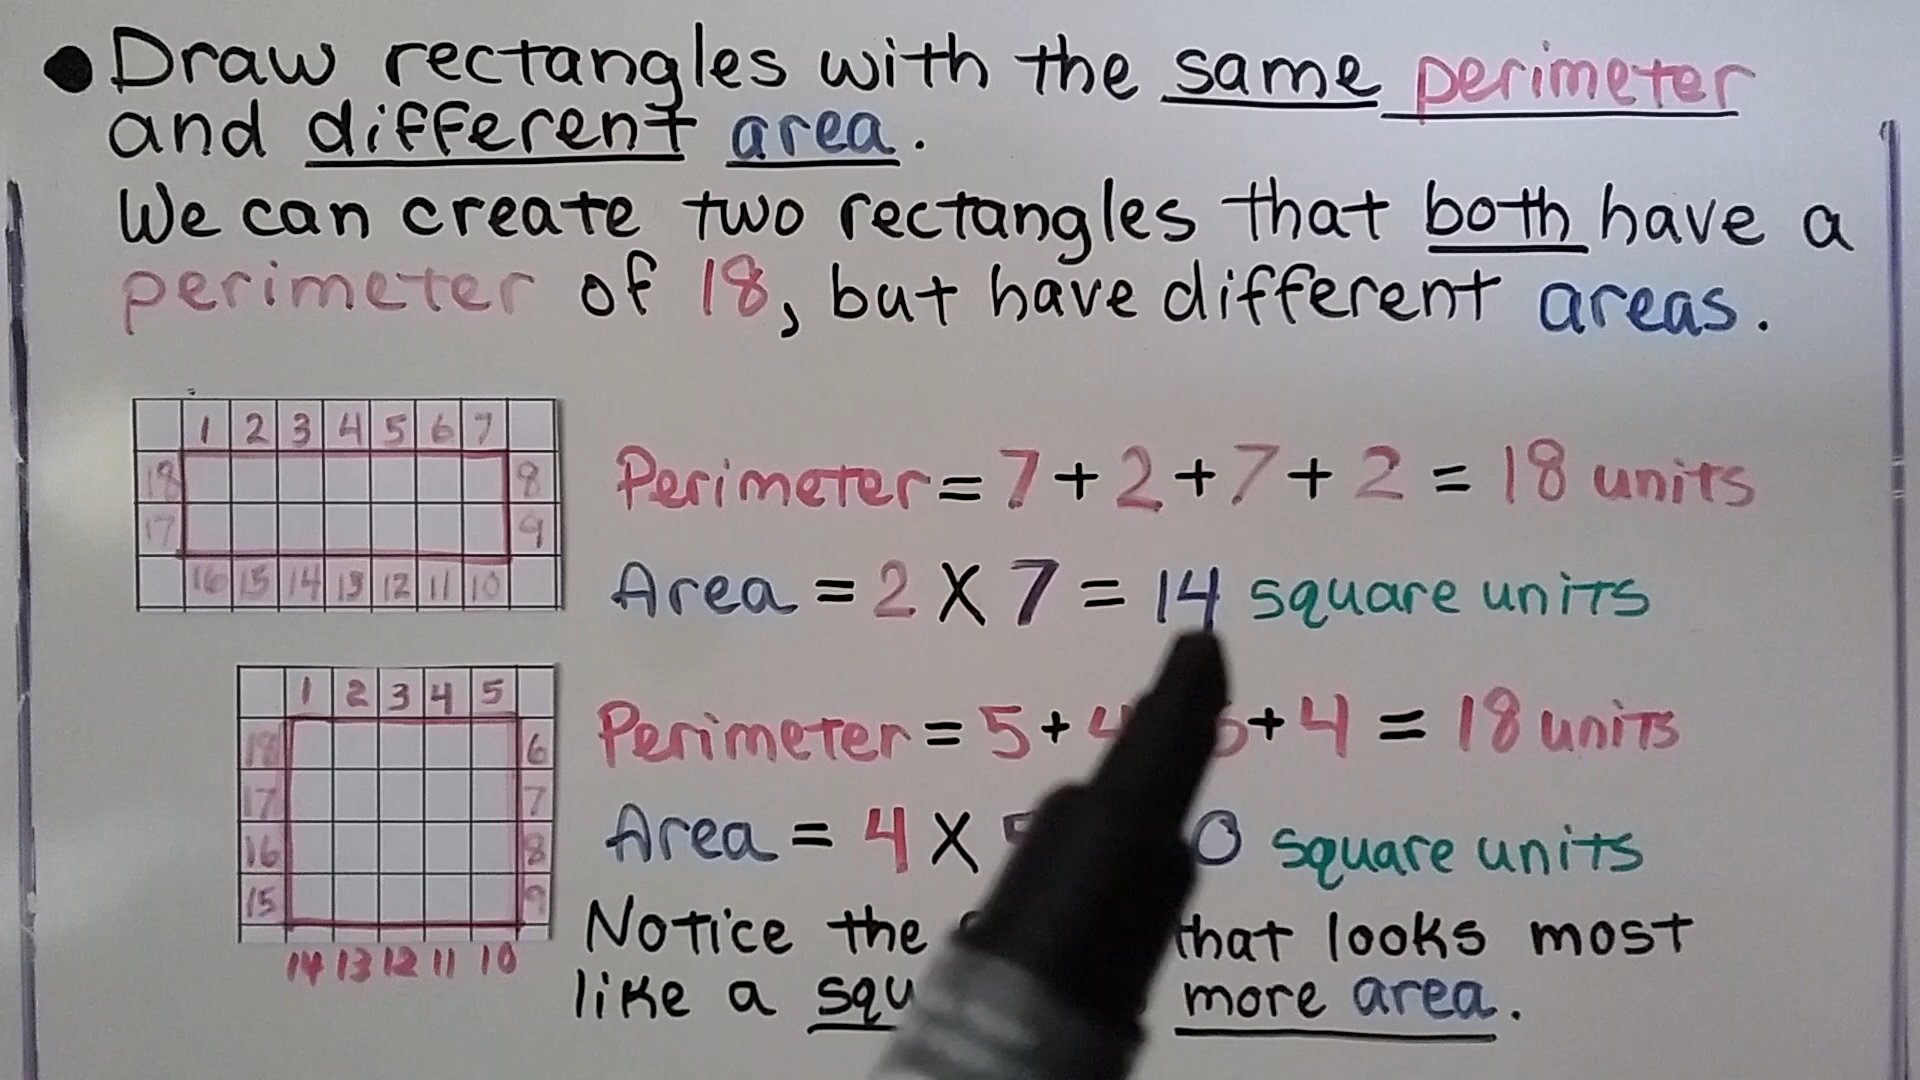 Draw rectangles with the same perimeter
and different area.
We can create two rectangles that both have a
perimeter of 18, but have different areas.
1 2 3 4 5 6 7
18 8
17 9
16 15 14 13 12 11 10
Perimeter = 7 + 2 + 7 + 2 = 18 units
Area = 2 X 7 = 14 square units
1 2 3 4 5
18 6
17 7
16 8
15 9
14 13 12 11 10
Perimeter = 5 + 4 + 4 = 18 units
Area = 4 X 0 square units
Notice the that looks most
like a more area.